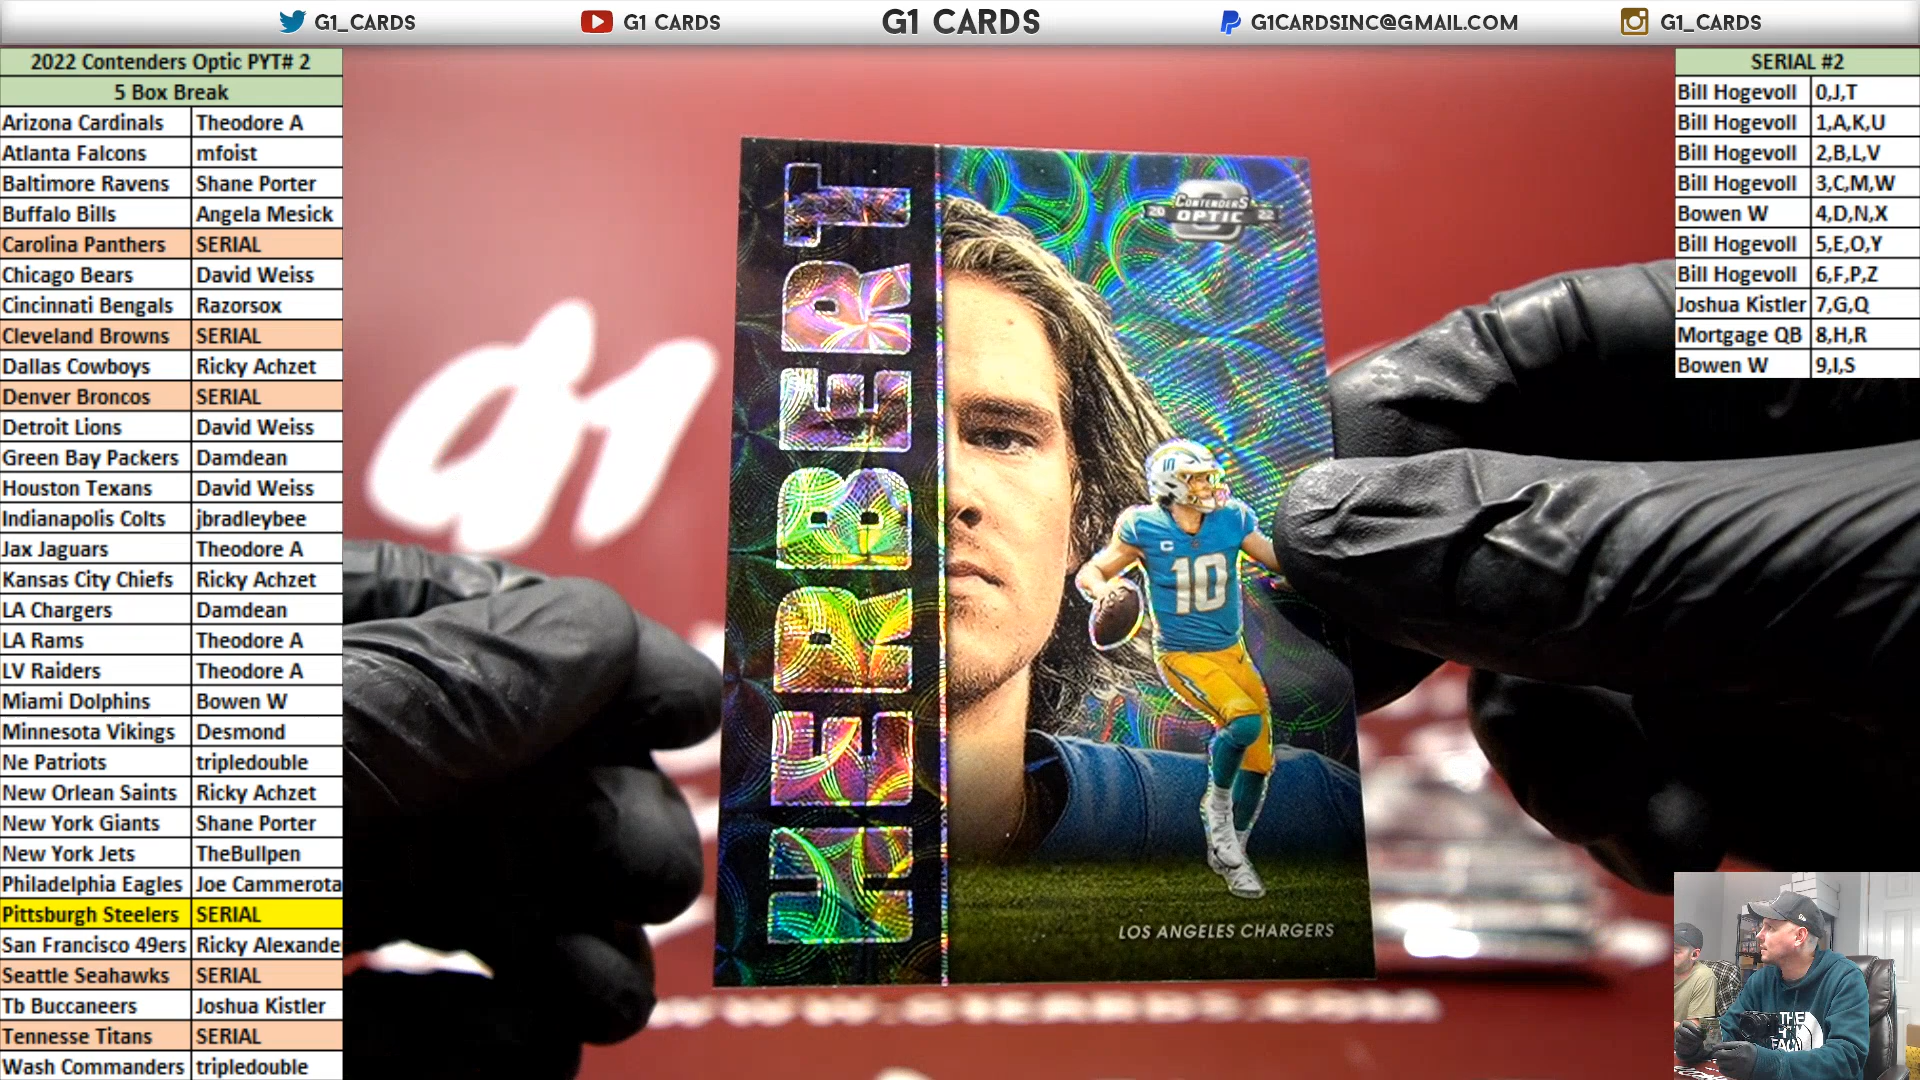 G1_CARDS
G1 CARDS
G1 CARDS
G1CARDSINC@GMAIL.COM
G1_CARDS
2022 Contenders Optic PYT# 2
5 Box Break
Arizona Cardinals Theodore A
Atlanta Falcons mfoist
Baltimore Ravens Shane Porter
Buffalo Bills Angela Mesick
Carolina Panthers SERIAL
Chicago Bears David Weiss
Cincinnati Bengals Razorsox
Cleveland Browns SERIAL
Dallas Cowboys Ricky Achzet
Denver Broncos SERIAL
Detroit Lions David Weiss
Green Bay Packers Damdean
Houston Texans David Weiss
Indianapolis Colts jbradleybee
Jax Jaguars Theodore A
Kansas City Chiefs Ricky Achzet
LA Chargers Damdean
LA Rams Theodore A
LV Raiders Theodore A
Miami Dolphins Bowen W
Minnesota Vikings Desmond
Ne Patriots tripledouble
New Orlean Saints Ricky Achzet
New York Giants Shane Porter
New York Jets TheBullpen
Philadelphia Eagles Joe Cammerota
Pittsburgh Steelers SERIAL
San Francisco 49ers Ricky Alexande
Seattle Seahawks SERIAL
Tb Buccaneers Joshua Kistler
Tennesse Titans SERIAL
Wash Commanders tripledouble
g1
HERBERT
CONTENDERS
20 OPTIC 22
10
10
C
LOS ANGELES CHARGERS
SERIAL #2
Bill Hogevoll 0,J,T
Bill Hogevoll 1,A,K,U
Bill Hogevoll 2,B,L,V
Bill Hogevoll 3,C,M,W
Bowen W 4,D,N,X
Bill Hogevoll 5,E,O,Y
Bill Hogevoll 6,F,P,Z
Joshua Kistler 7,G,Q
Mortgage QB 8,H,R
Bowen W 9,I,S
THE